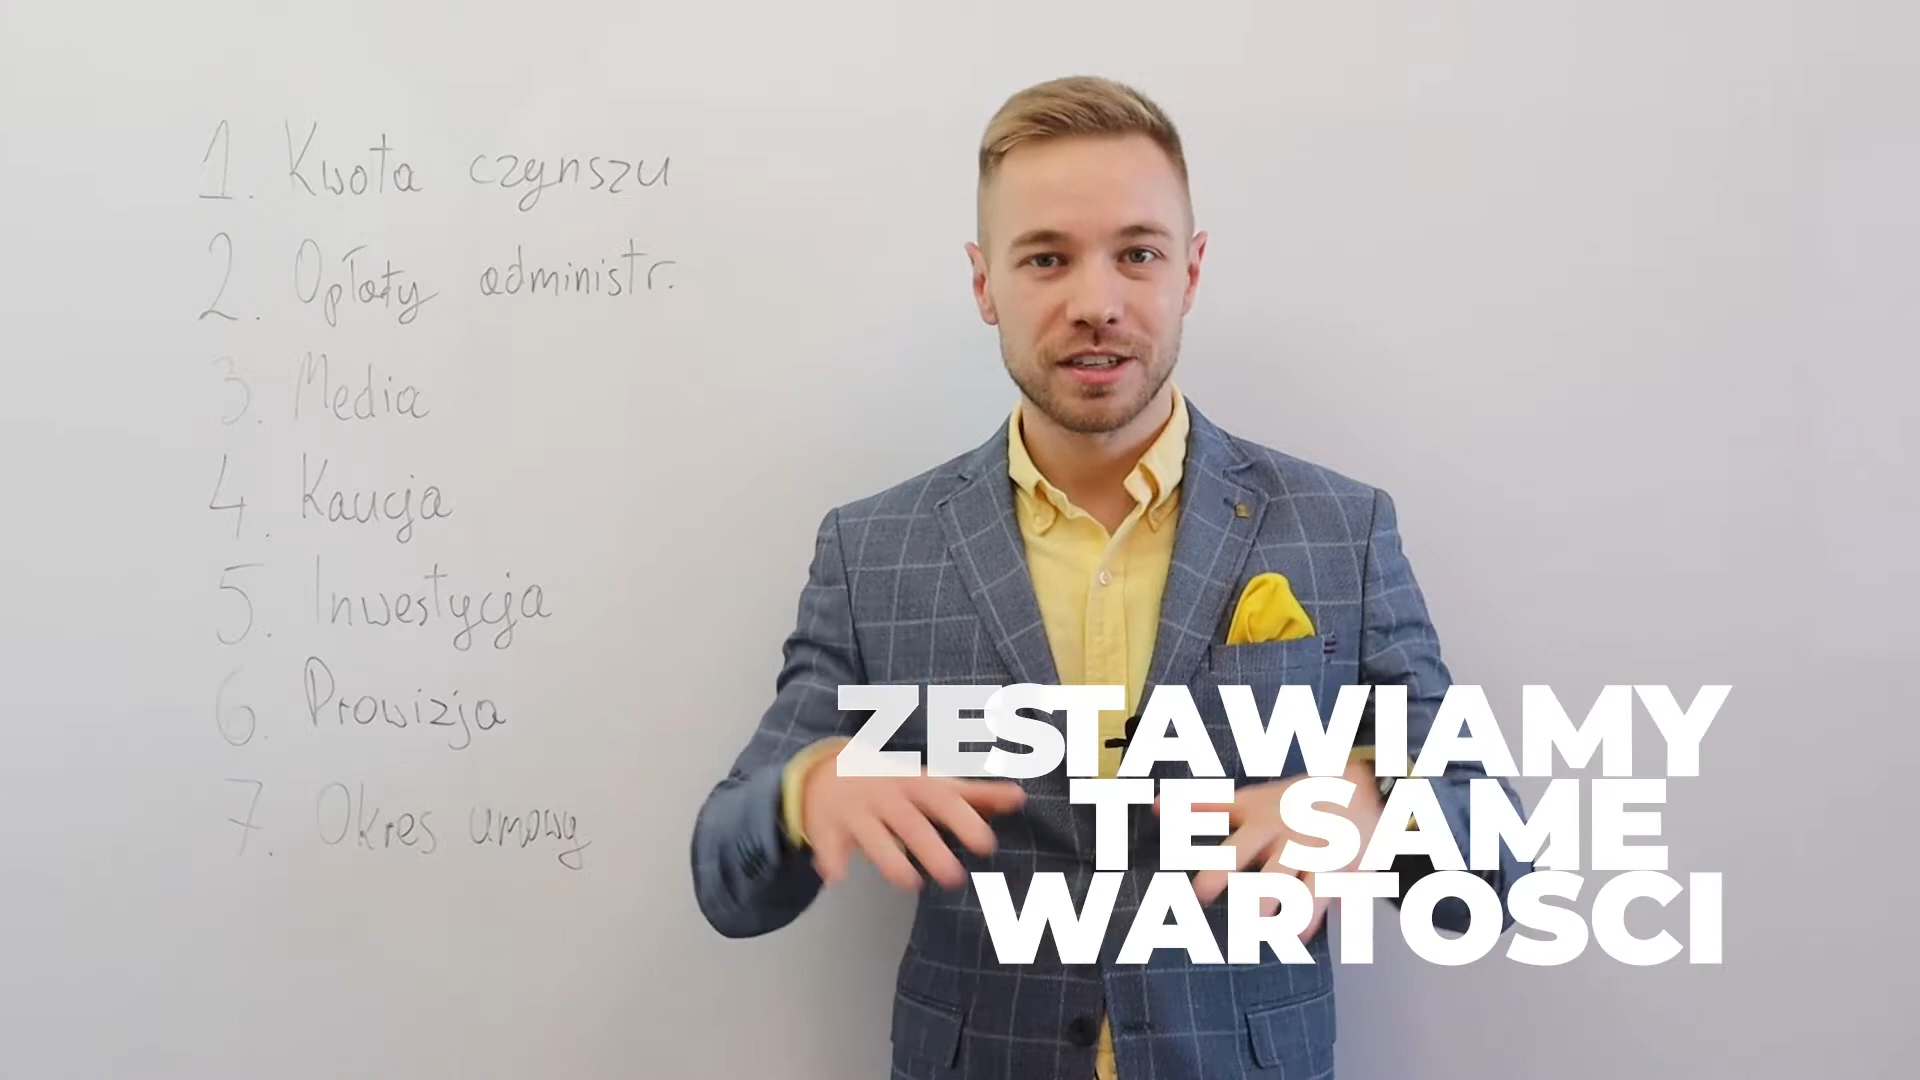 1. Kwota czynszu
2. Opłaty administr.
3. Media
4. Kaucja
5. Inwestycja
6. Prowizja
7. Okres umowy
ZESTAWIAMY
TE SAME
WARTOŚCI